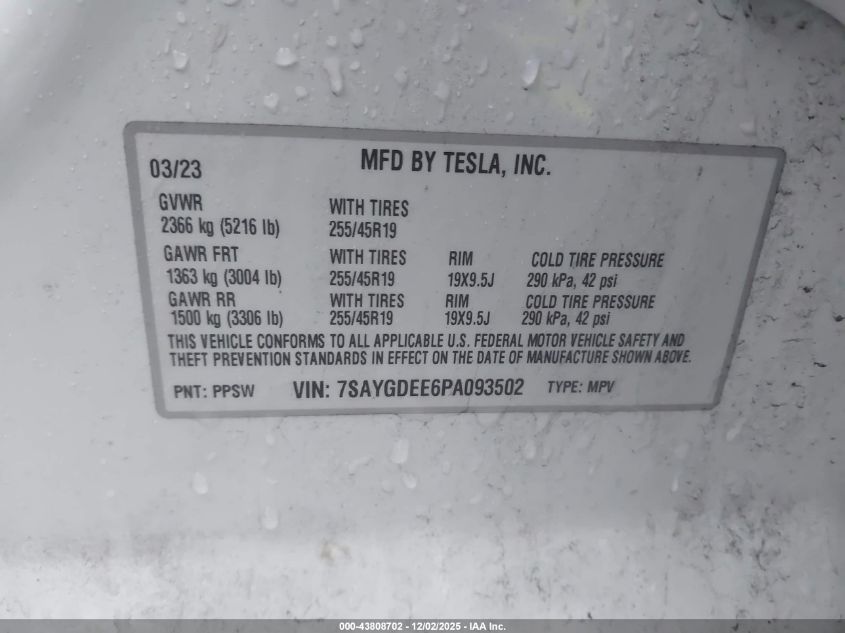 MFD BY TESLA, INC.
03/23
GVWR
2366 kg (5216 lb)
WITH TIRES
255/45R19
GAWR FRT
1363 kg (3004 lb)
WITH TIRES
255/45R19
RIM
19X9.5J
COLD TIRE PRESSURE
290 kPa, 42 psi
GAWR RR
1500 kg (3306 lb)
WITH TIRES
255/45R19
RIM
19X9.5J
COLD TIRE PRESSURE
290 kPa, 42 psi
THIS VEHICLE CONFORMS TO ALL APPLICABLE U.S. FEDERAL MOTOR VEHICLE SAFETY AND
THEFT PREVENTION STANDARDS IN EFFECT ON THE DATE OF MANUFACTURE SHOWN ABOVE.
PNT: PPSW VIN: 7SAYGDEE6PA093502 TYPE: MPV
000-43808702 - 12/02/2025 - IAA Inc.